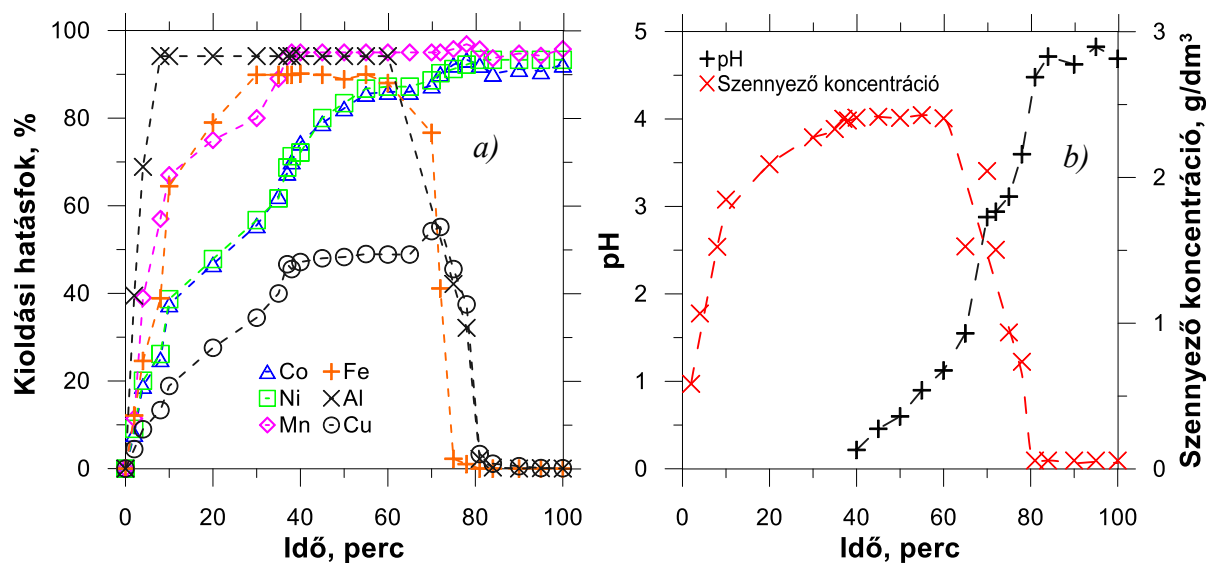 Kioldási hatásfok, %
100
80
60
40
20
0
a)
Co
Fe
Ni
Al
Mn
Cu
0 20 40 60 80 100
Idő, perc
pH
5
4
3
2
1
0
pH
Szennyező koncentráció
b)
3
2
1
0
Szennyező koncentráció, g/dm³
0 20 40 60 80 100
Idő, perc